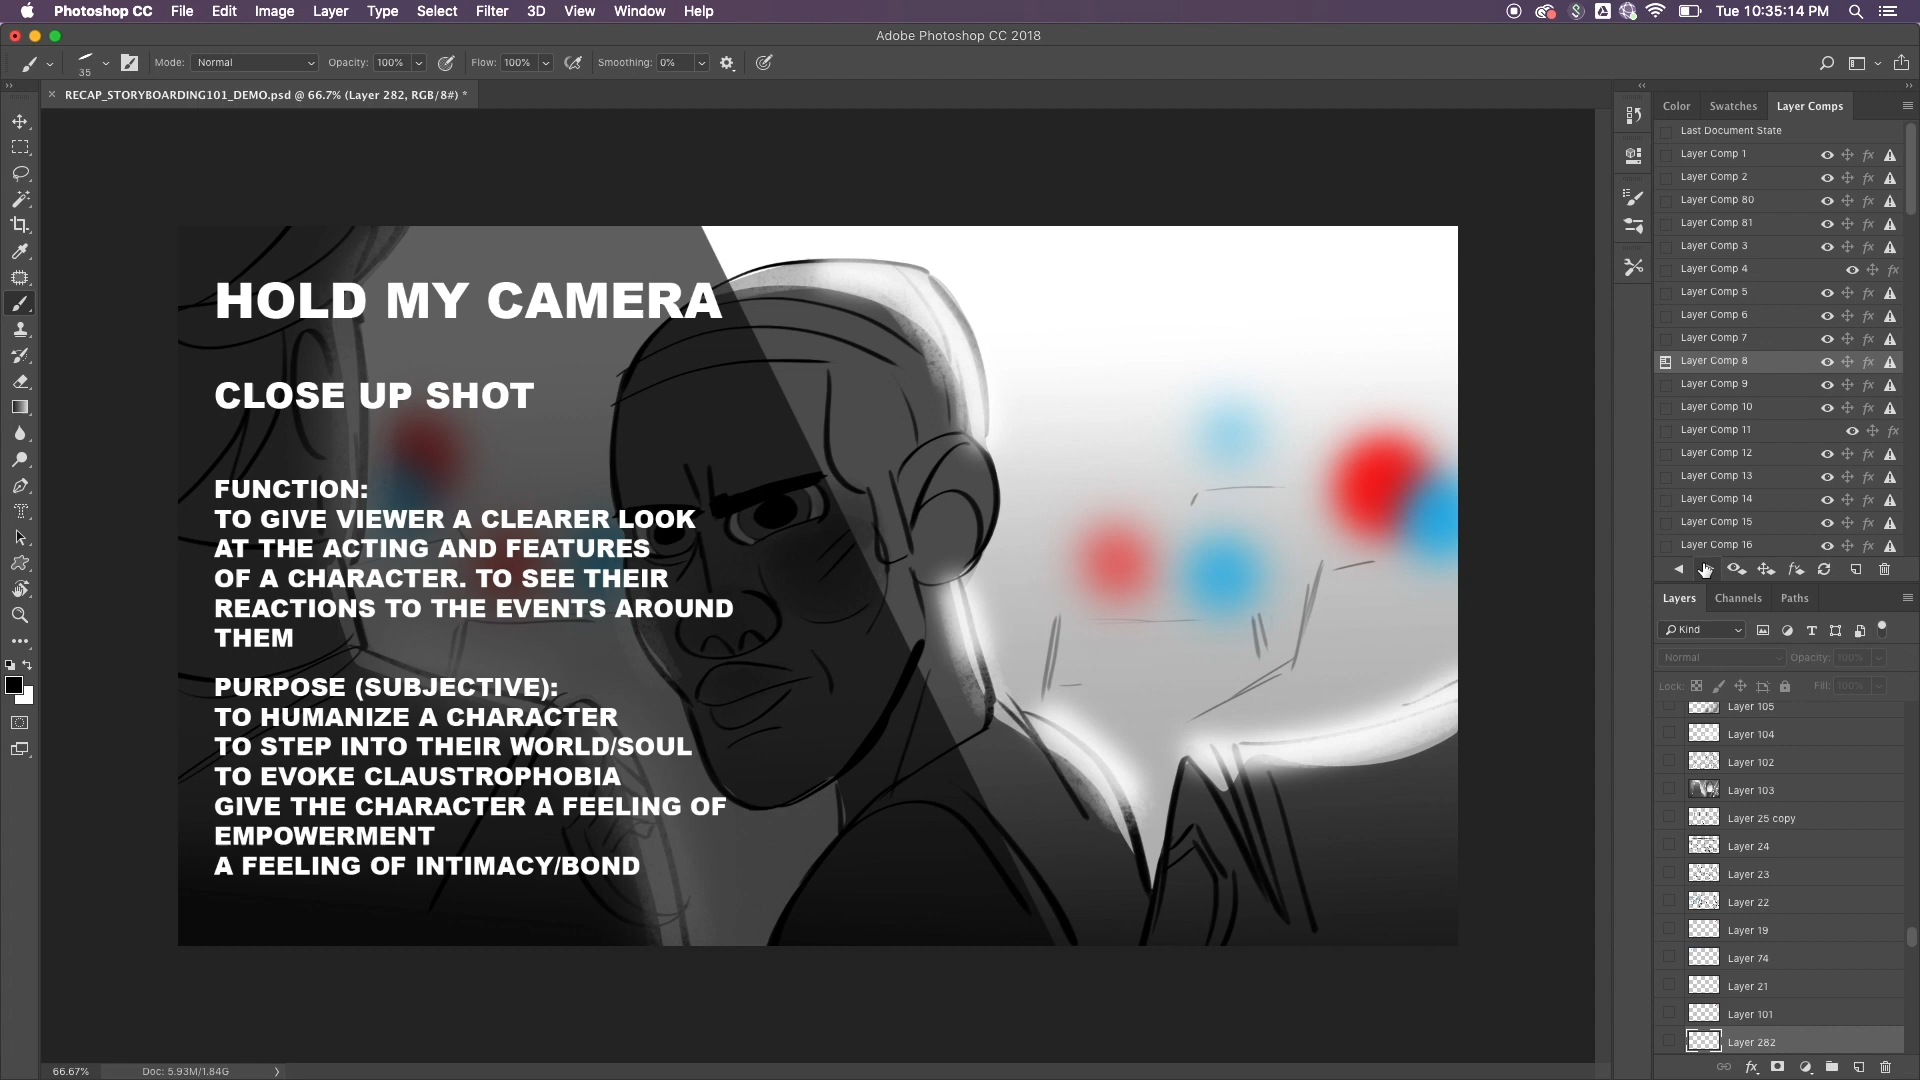 Photoshop CC File Edit Image Layer Type Select Filter 3D View Window Help Tue 10:35:14 PM
Adobe Photoshop CC 2018
35 Mode: Normal Opacity: 100% Flow: 100% Smoothing: 0%
RECAP_STORYBOARDING101_DEMO.psd @ 66.7% (Layer 282, RGB/8#) *
HOLD MY CAMERA
CLOSE UP SHOT
FUNCTION:
TO GIVE VIEWER A CLEARER LOOK
AT THE ACTING AND FEATURES
OF A CHARACTER. TO SEE THEIR
REACTIONS TO THE EVENTS AROUND
THEM
PURPOSE (SUBJECTIVE):
TO HUMANIZE A CHARACTER
TO STEP INTO THEIR WORLD/SOUL
TO EVOKE CLAUSTROPHOBIA
GIVE THE CHARACTER A FEELING OF
EMPOWERMENT
A FEELING OF INTIMACY/BOND
66.67% Doc: 5.93M/1.84G
Color Swatches Layer Comps
Last Document State
Layer Comp 1
Layer Comp 2
Layer Comp 80
Layer Comp 81
Layer Comp 3
Layer Comp 4
Layer Comp 5
Layer Comp 6
Layer Comp 7
Layer Comp 8
Layer Comp 9
Layer Comp 10
Layer Comp 11
Layer Comp 12
Layer Comp 13
Layer Comp 14
Layer Comp 15
Layer Comp 16
Layers Channels Paths
Kind
Normal Opacity: 100%
Lock: Fill: 100%
Layer 105
Layer 104
Layer 102
Layer 103
Layer 25 copy
Layer 24
Layer 23
Layer 22
Layer 19
Layer 74
Layer 21
Layer 101
Layer 282